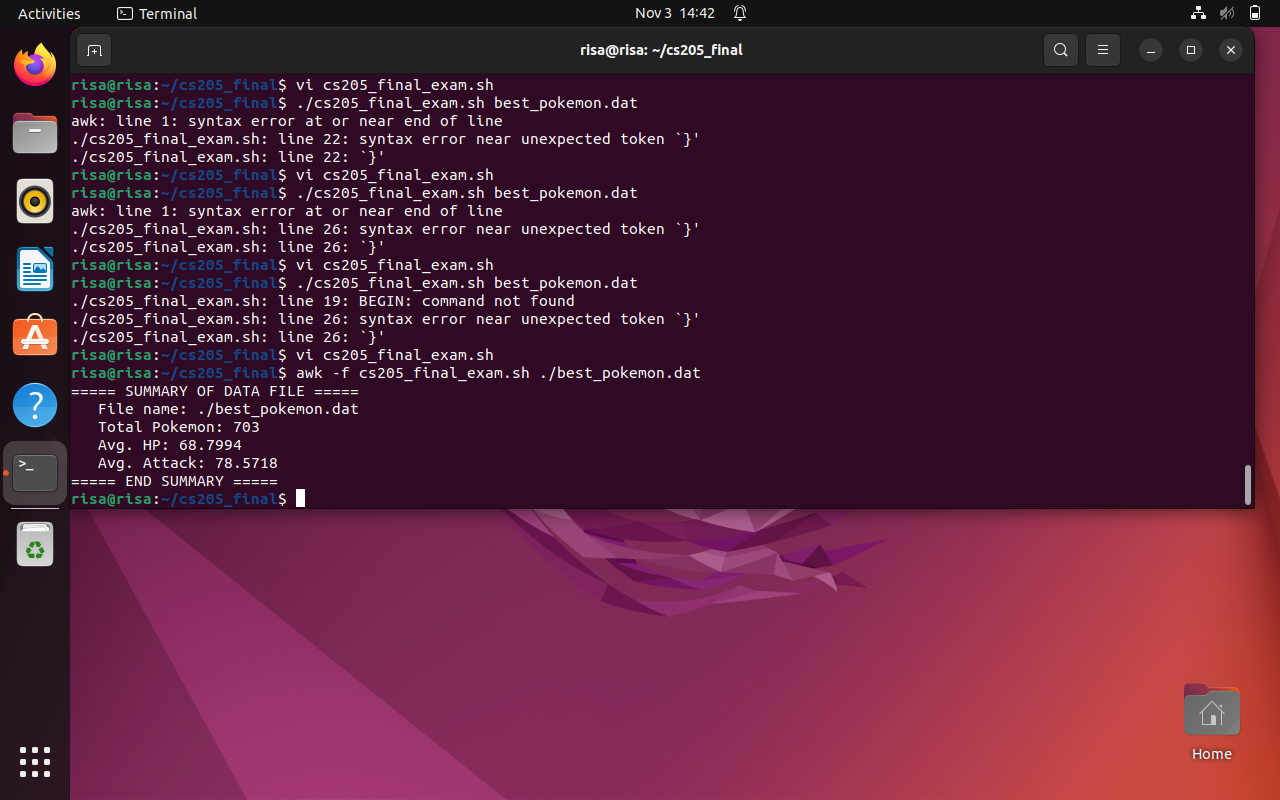 Activities
Terminal
Nov 3 14:42
risa@risa: ~/cs205_final
risa@risa:~/cs205_final$ vi cs205_final_exam.sh
risa@risa:~/cs205_final$ ./cs205_final_exam.sh best_pokemon.dat
awk: line 1: syntax error at or near end of line
./cs205_final_exam.sh: line 22: syntax error near unexpected token `}'
./cs205_final_exam.sh: line 22: `}'
risa@risa:~/cs205_final$ vi cs205_final_exam.sh
risa@risa:~/cs205_final$ ./cs205_final_exam.sh best_pokemon.dat
awk: line 1: syntax error at or near end of line
./cs205_final_exam.sh: line 26: syntax error near unexpected token `}'
./cs205_final_exam.sh: line 26: `}'
risa@risa:~/cs205_final$ vi cs205_final_exam.sh
risa@risa:~/cs205_final$ ./cs205_final_exam.sh best_pokemon.dat
./cs205_final_exam.sh: line 19: BEGIN: command not found
./cs205_final_exam.sh: line 26: syntax error near unexpected token `}'
./cs205_final_exam.sh: line 26: `}'
risa@risa:~/cs205_final$ vi cs205_final_exam.sh
risa@risa:~/cs205_final$ awk -f cs205_final_exam.sh ./best_pokemon.dat
===== SUMMARY OF DATA FILE =====
   File name: ./best_pokemon.dat
   Total Pokemon: 703
   Avg. HP: 68.7994
   Avg. Attack: 78.5718
===== END SUMMARY =====
risa@risa:~/cs205_final$
Home